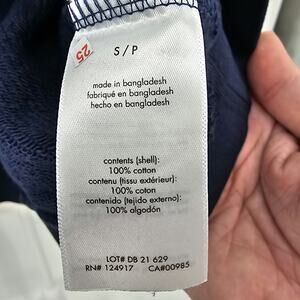 25
S / P
made in bangladesh
fabriqué en bangladesh
hecho en bangladesh
contents (shell):
100% cotton
contenu (tissu extérieur):
100% coton
contenido (tejido externo):
100% algodón
LOT# DB 21 629
RN# 124917 CA#00985